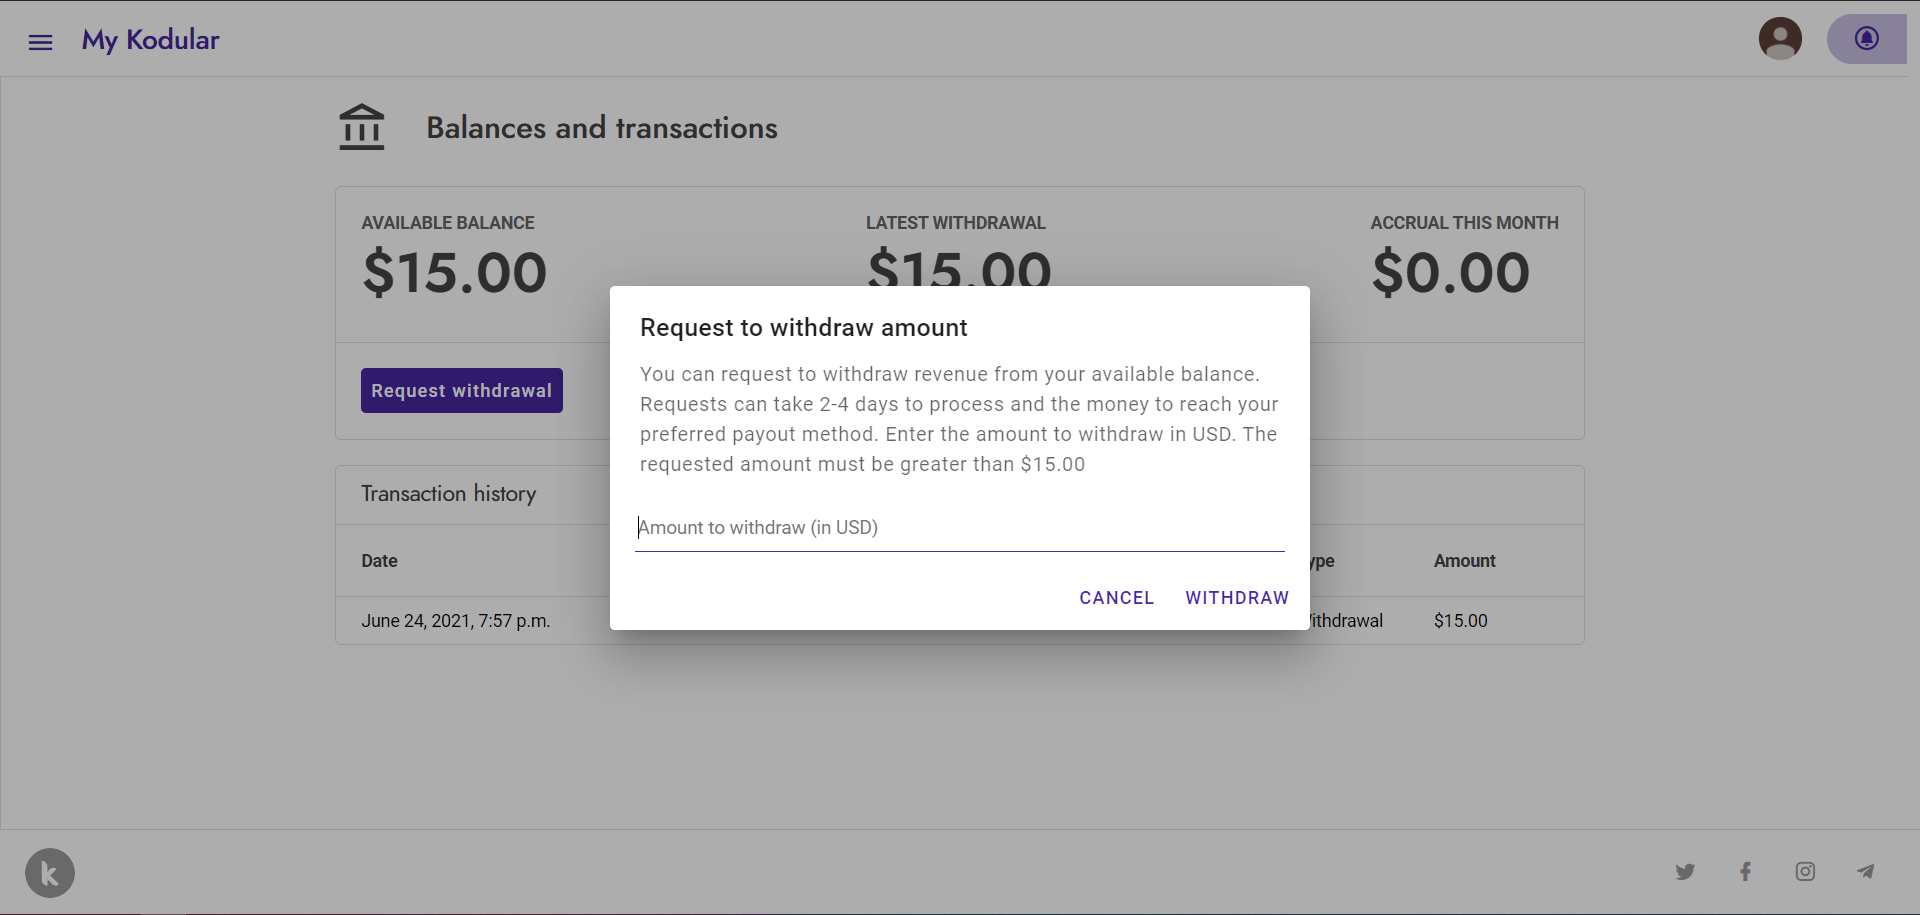 My Kodular
Balances and transactions
AVAILABLE BALANCE
$15.00
LATEST WITHDRAWAL
$15.00
ACCRUAL THIS MONTH
$0.00
Request withdrawal
Request to withdraw amount
You can request to withdraw revenue from your available balance.
Requests can take 2-4 days to process and the money to reach your
preferred payout method. Enter the amount to withdraw in USD. The
requested amount must be greater than $15.00
Amount to withdraw (in USD)
CANCEL WITHDRAW
Transaction history
Date ype Amount
June 24, 2021, 7:57 p.m. ithdrawal $15.00
k